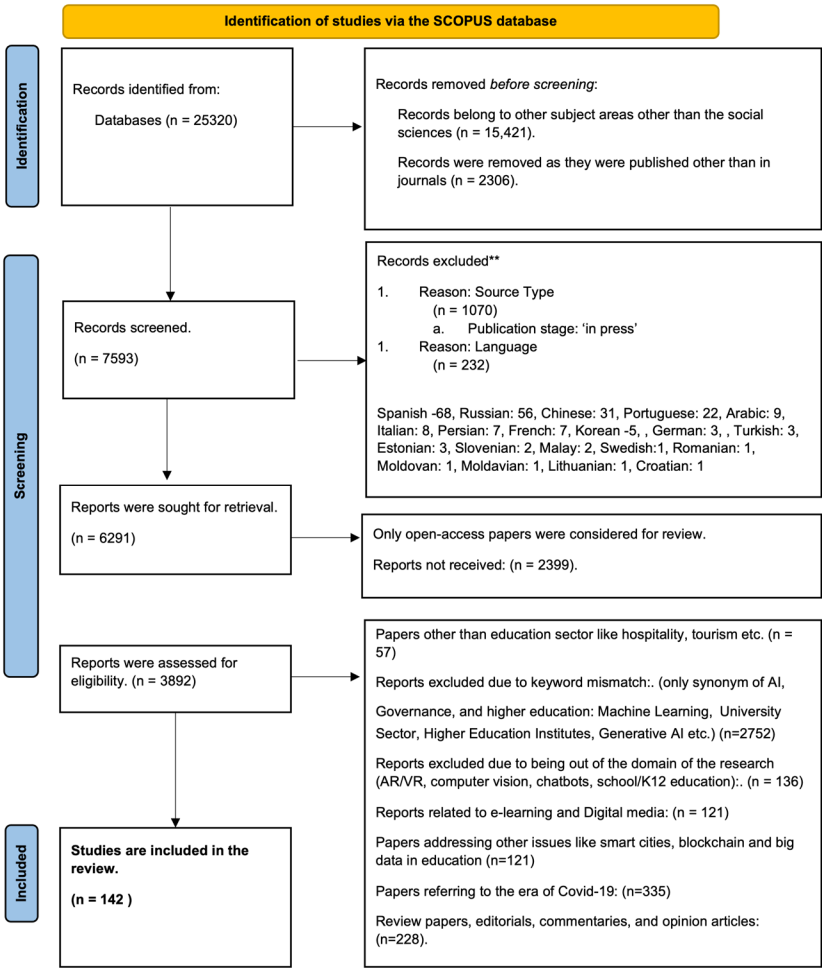 Identification of studies via the SCOPUS database
Identification
Records identified from:
Databases (n = 25320)
Records removed before screening:
Records belong to other subject areas other than the social
sciences (n = 15,421).
Records were removed as they were published other than in
journals (n = 2306).
Screening
Records screened.
(n = 7593)
Records excluded**
1. Reason: Source Type
(n = 1070)
a. Publication stage: ‘in press’
1. Reason: Language
(n = 232)
Spanish -68, Russian: 56, Chinese: 31, Portuguese: 22, Arabic: 9,
Italian: 8, Persian: 7, French: 7, Korean -5, , German: 3, , Turkish: 3,
Estonian: 3, Slovenian: 2, Malay: 2, Swedish:1, Romanian: 1,
Moldovan: 1, Moldavian: 1, Lithuanian: 1, Croatian: 1
Reports were sought for retrieval.
(n = 6291)
Only open-access papers were considered for review.
Reports not received: (n = 2399).
Reports were assessed for
eligibility. (n = 3892)
Papers other than education sector like hospitality, tourism etc. (n =
57)
Reports excluded due to keyword mismatch:. (only synonym of AI,
Governance, and higher education: Machine Learning, University
Sector, Higher Education Institutes, Generative AI etc.) (n=2752)
Reports excluded due to being out of the domain of the research
(AR/VR, computer vision, chatbots, school/K12 education):. (n = 136)
Reports related to e-learning and Digital media: (n = 121)
Papers addressing other issues like smart cities, blockchain and big
data in education (n=121)
Papers referring to the era of Covid-19: (n=335)
Review papers, editorials, commentaries, and opinion articles:
(n=228).
Included
Studies are included in the
review.
(n = 142 )